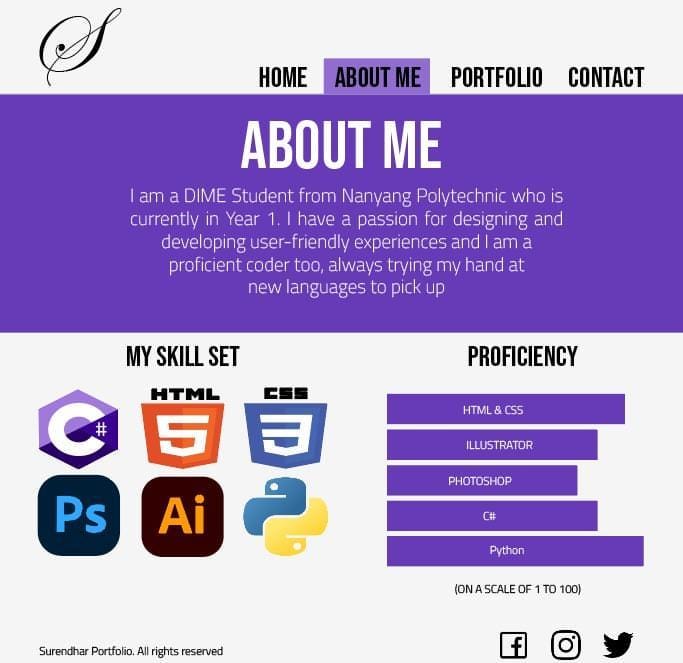 S
HOME ABOUT ME PORTFOLIO CONTACT
ABOUT ME
I am a DIME Student from Nanyang Polytechnic who is
currently in Year 1. I have a passion for designing and
developing user-friendly experiences and I am a
proficient coder too, always trying my hand at
new languages to pick up
MY SKILL SET
C#
HTML
5
CSS
3
Ps
Ai
PROFICIENCY
HTML & CSS
ILLUSTRATOR
PHOTOSHOP
C#
Python
(ON A SCALE OF 1 TO 100)
Surendhar Portfolio. All rights reserved